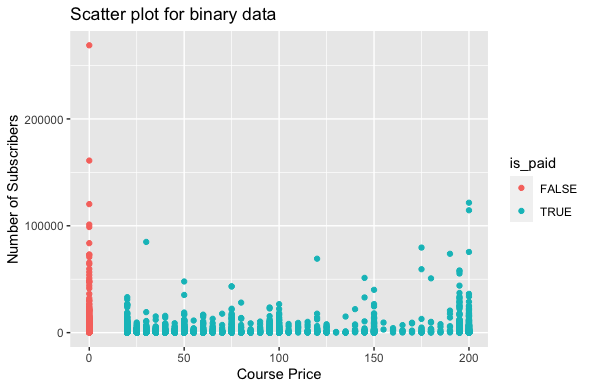 Scatter plot for binary data
Number of Subscribers
200000
100000
0
0 50 100 150 200
Course Price
is_paid
FALSE
TRUE